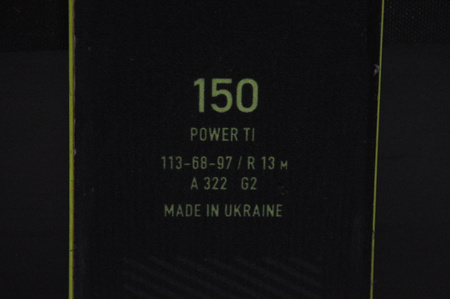 150
POWER TI
113-68-97 / R 13 M
A 322 G2
MADE IN UKRAINE